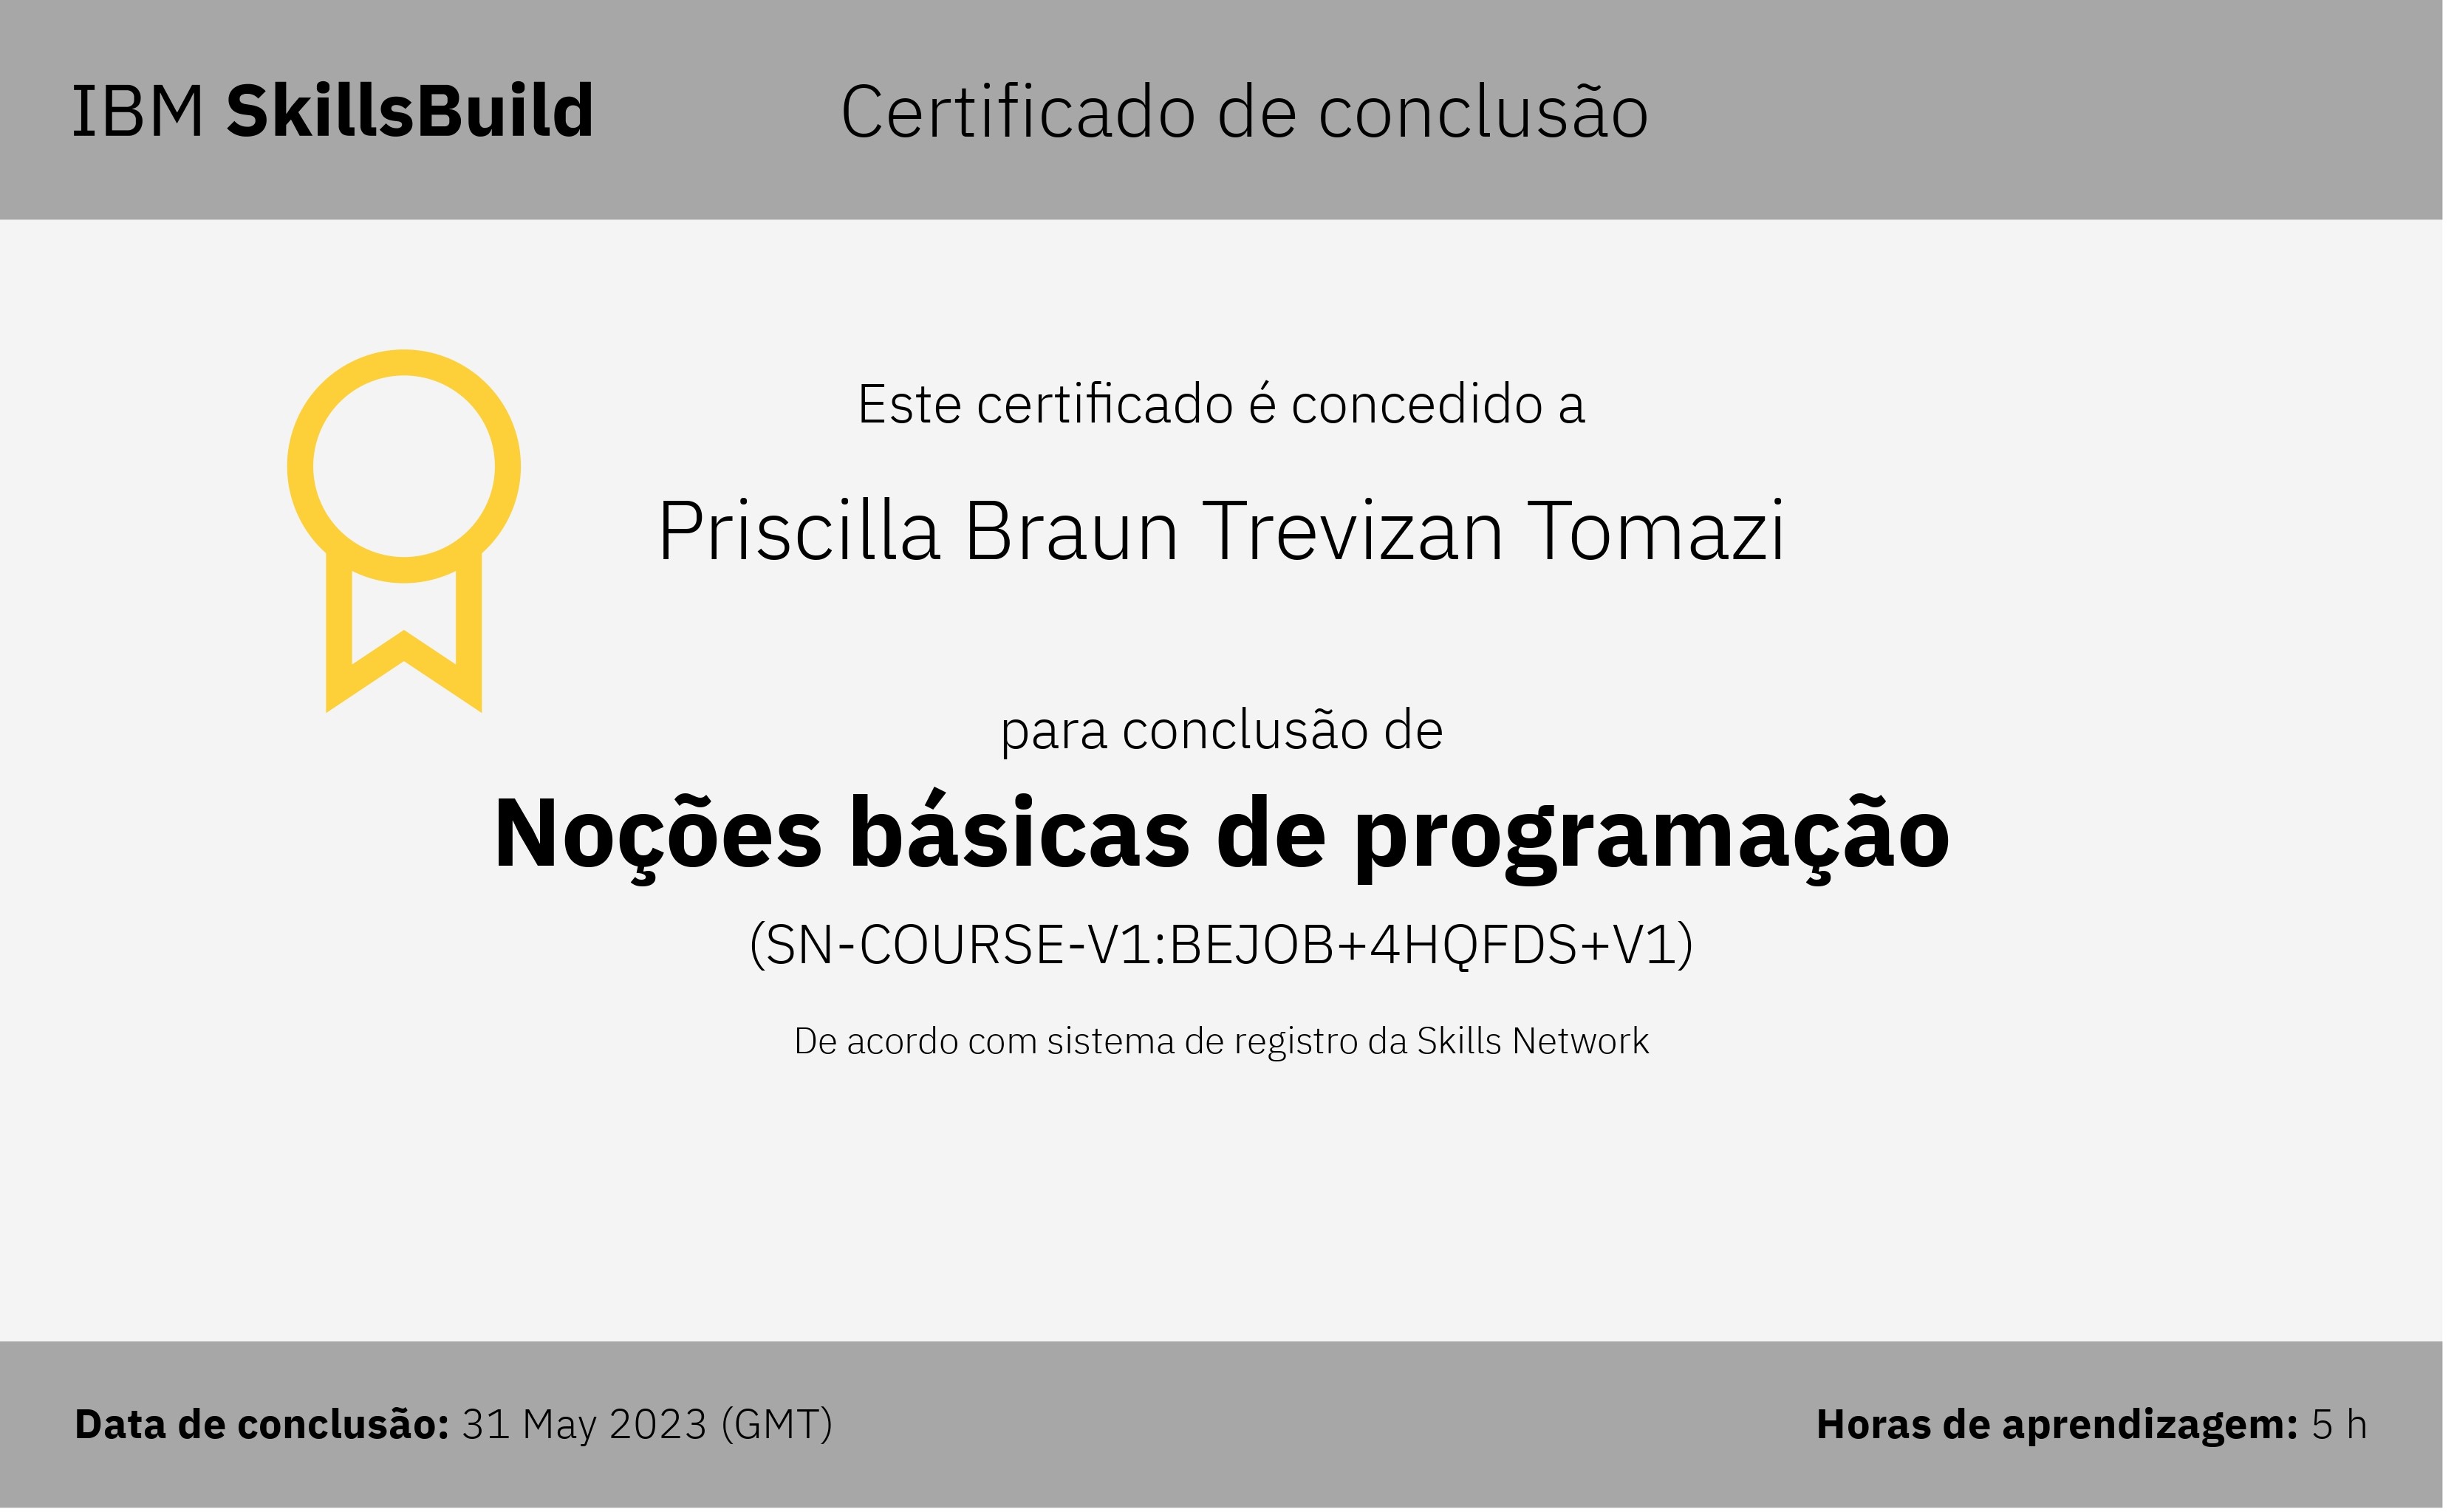 IBM SkillsBuild
Certificado de conclusão
Este certificado é concedido a
Priscilla Braun Trevizan Tomazi
para conclusão de
Noções básicas de programação
(SN-COURSE-V1:BEJOB+4HQFDS+V1)
De acordo com sistema de registro da Skills Network
Data de conclusão: 31 May 2023 (GMT)
Horas de aprendizagem: 5 h